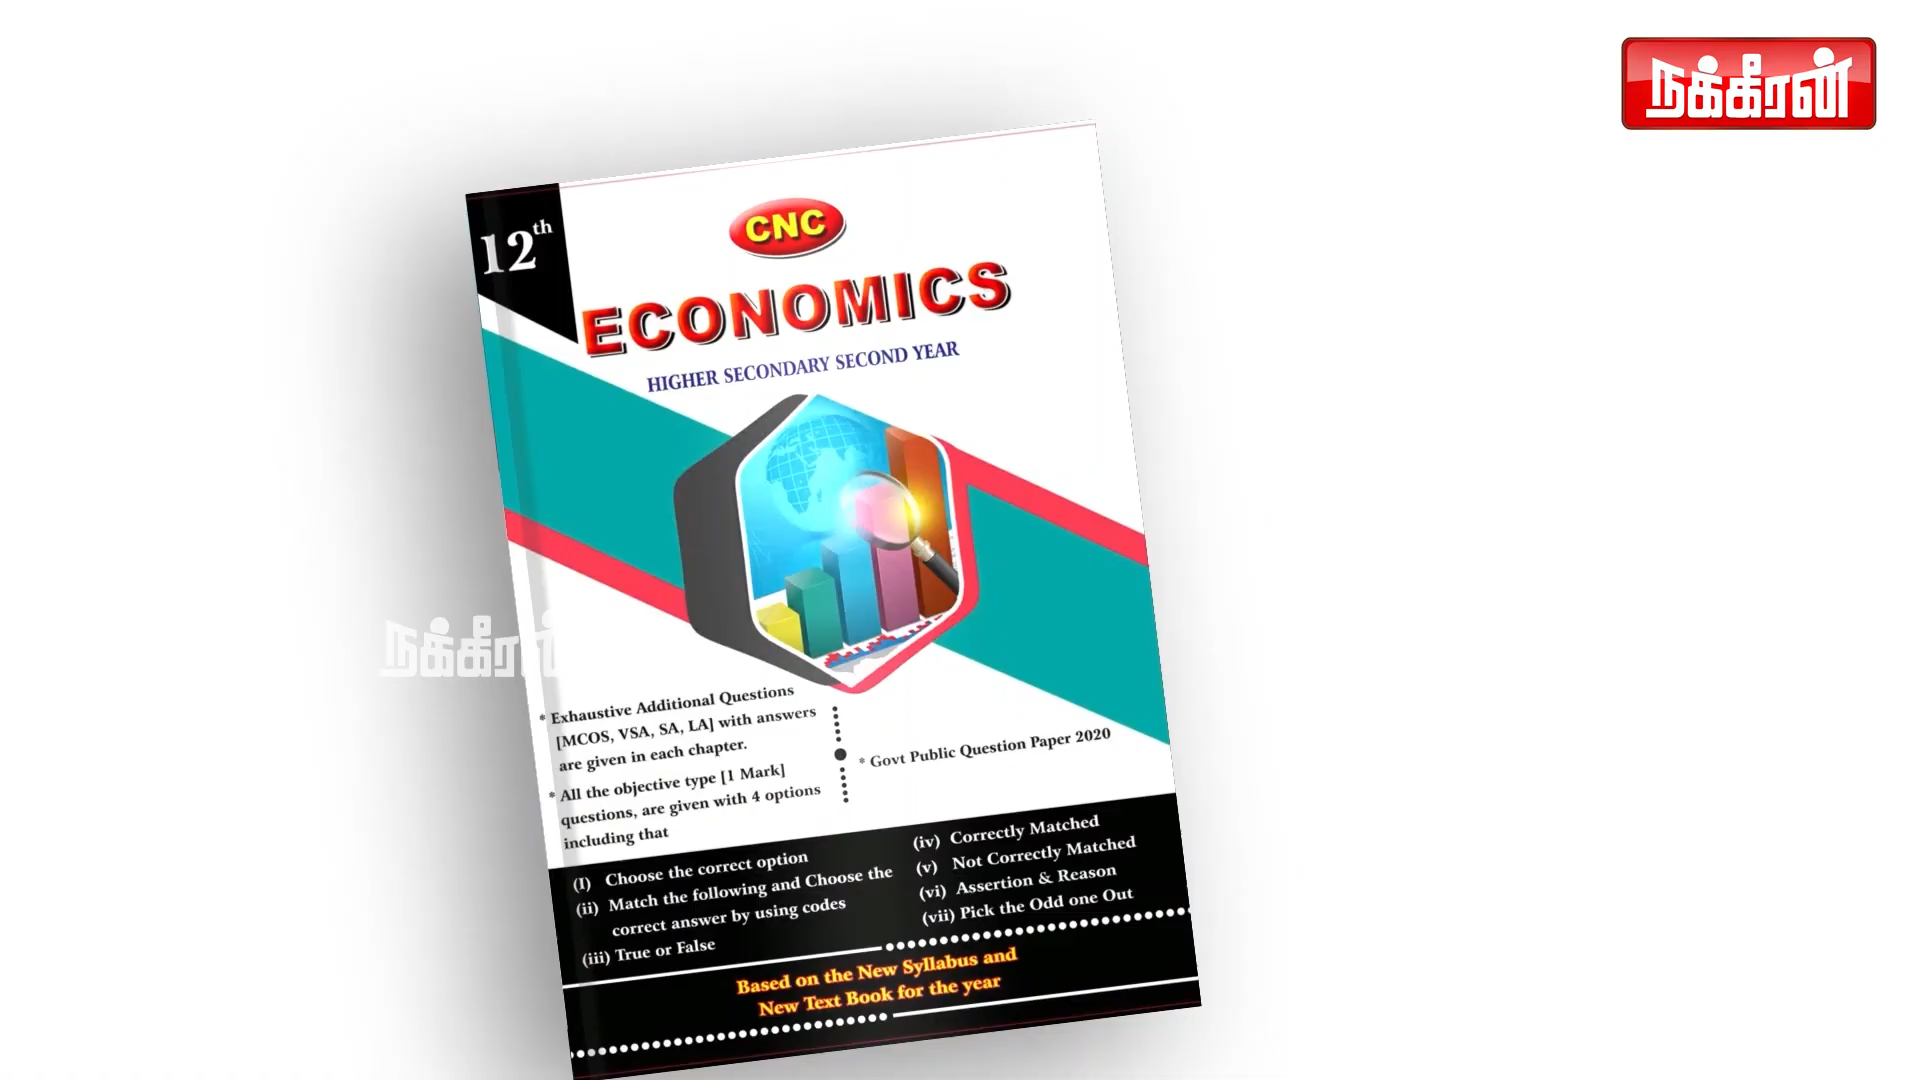 நக்கீரன்
12th
CNC
ECONOMICS
HIGHER SECONDARY SECOND YEAR
நக்கீரன்
* Exhaustive Additional Questions
[MCOS, VSA, SA, LA] with answers
are given in each chapter.
* All the objective type [1 Mark]
questions, are given with 4 options
including that
* Govt Public Question Paper 2020
(I) Choose the correct option
(ii) Match the following and Choose the
correct answer by using codes
(iii) True or False
(iv) Correctly Matched
(v) Not Correctly Matched
(vi) Assertion & Reason
(vii) Pick the Odd one Out
Based on the New Syllabus and
New Text Book for the year